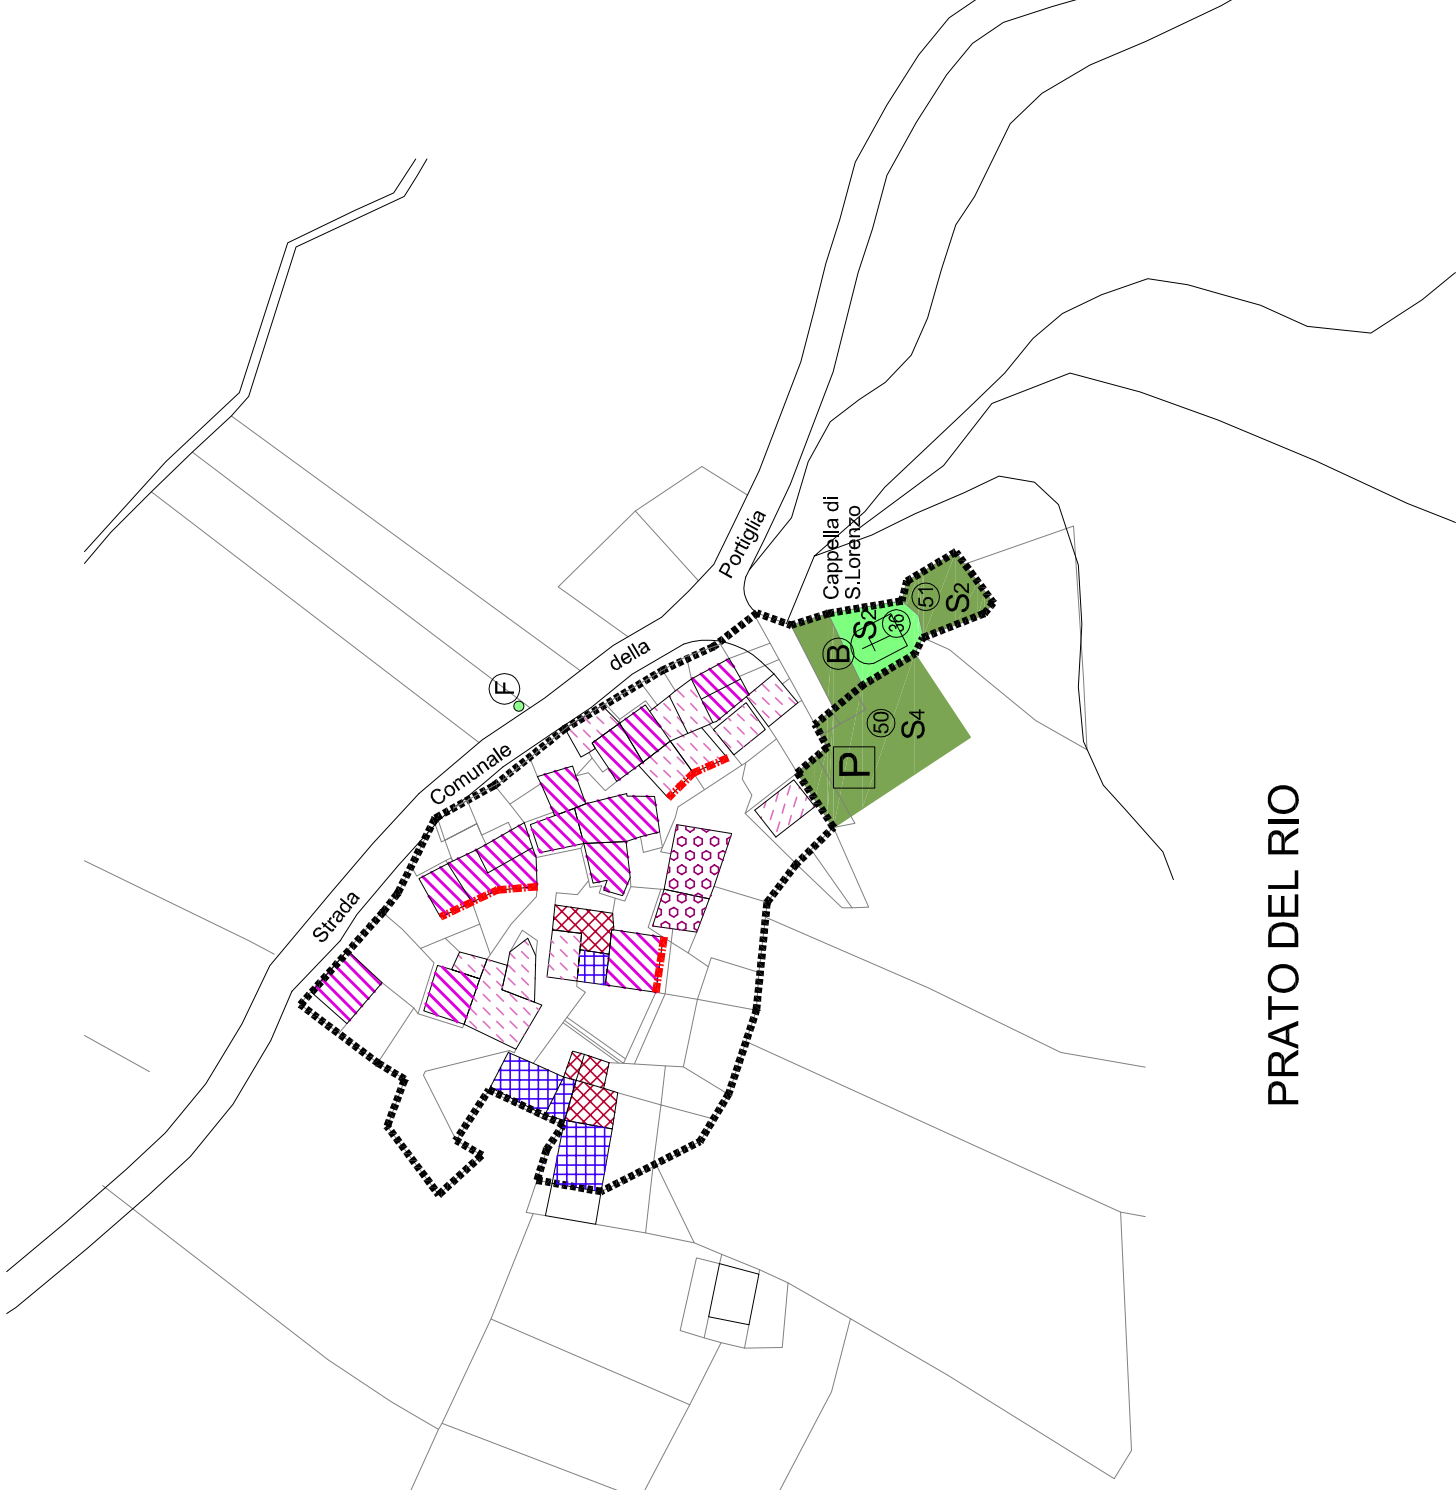 Strada
Comunale
della
Portiglia
F
Cappella di
S.Lorenzo
B
S2
36
51
S2
50
S4
P
PRATO DEL RIO